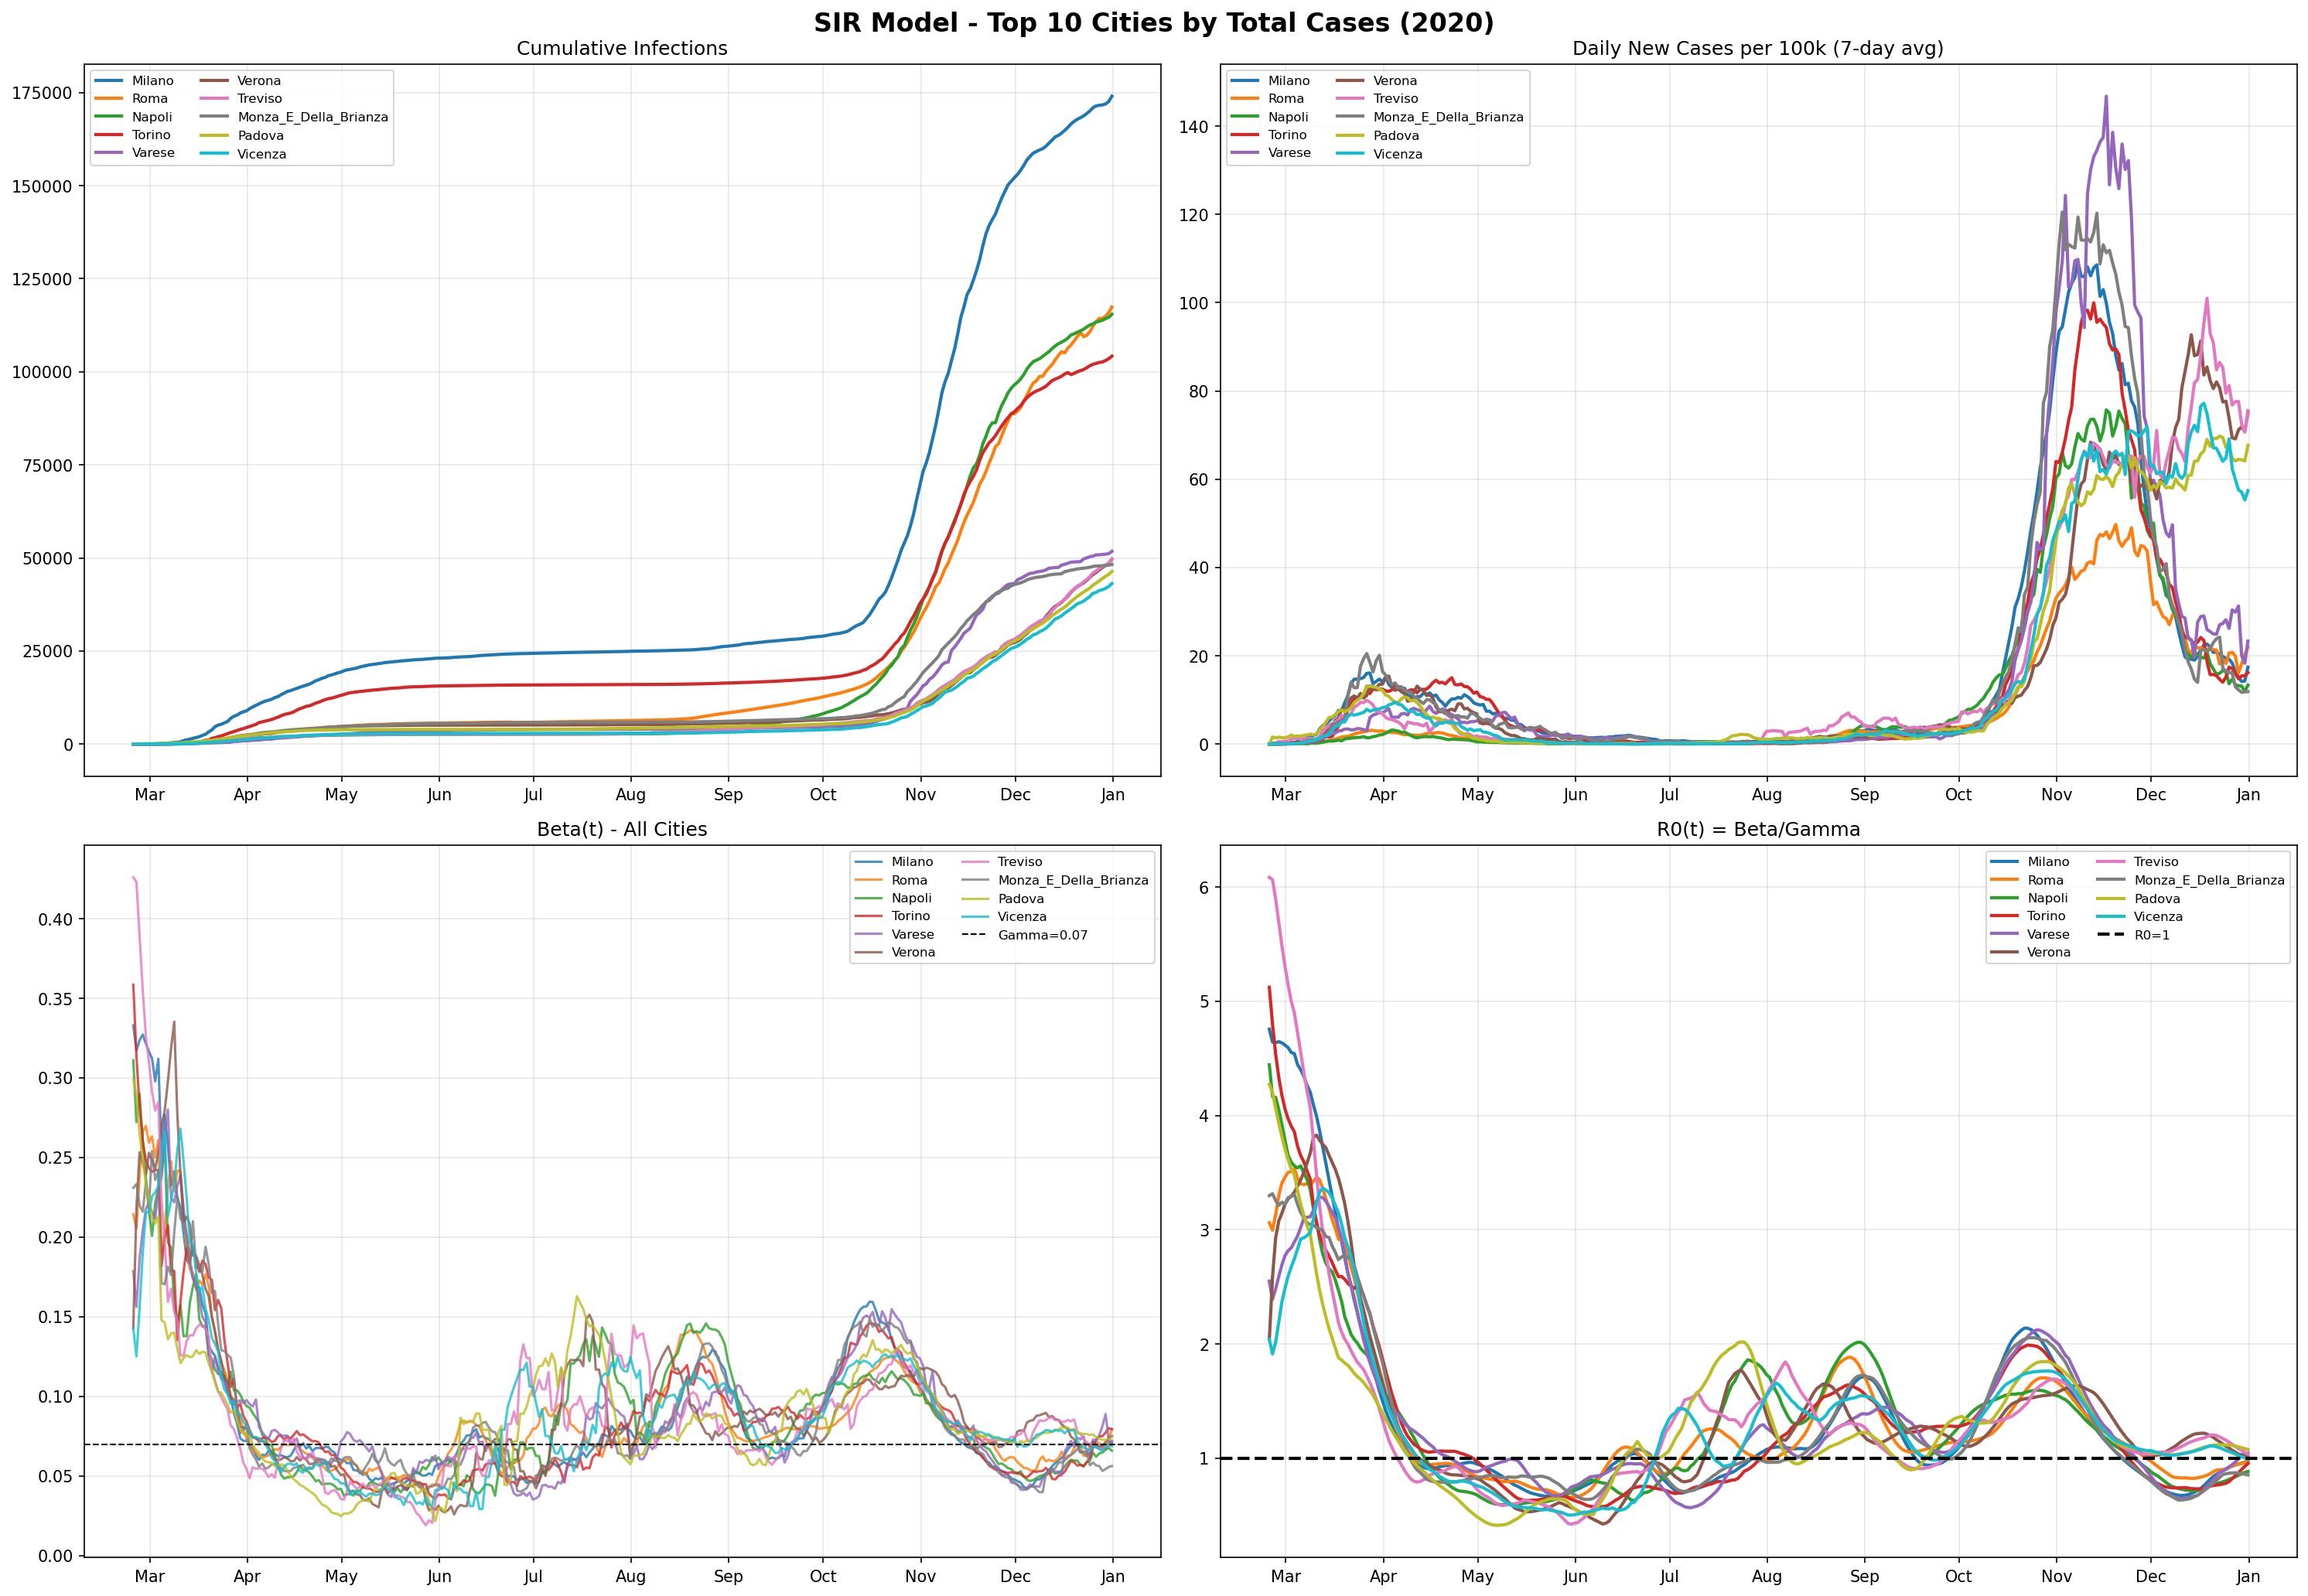 SIR Model - Top 10 Cities by Total Cases (2020)
Cumulative Infections
Milano
Roma
Napoli
Torino
Varese
Verona
Treviso
Monza_E_Della_Brianza
Padova
Vicenza
175000
150000
125000
100000
75000
50000
25000
0
Mar Apr May Jun Jul Aug Sep Oct Nov Dec Jan
Daily New Cases per 100k (7-day avg)
Milano
Roma
Napoli
Torino
Varese
Verona
Treviso
Monza_E_Della_Brianza
Padova
Vicenza
140
120
100
80
60
40
20
0
Mar Apr May Jun Jul Aug Sep Oct Nov Dec Jan
Beta(t) - All Cities
Milano
Roma
Napoli
Torino
Varese
Verona
Treviso
Monza_E_Della_Brianza
Padova
Vicenza
Gamma=0.07
0.40
0.35
0.30
0.25
0.20
0.15
0.10
0.05
0.00
Mar Apr May Jun Jul Aug Sep Oct Nov Dec Jan
R0(t) = Beta/Gamma
Milano
Roma
Napoli
Torino
Varese
Verona
Treviso
Monza_E_Della_Brianza
Padova
Vicenza
R0=1
6
5
4
3
2
1
Mar Apr May Jun Jul Aug Sep Oct Nov Dec Jan